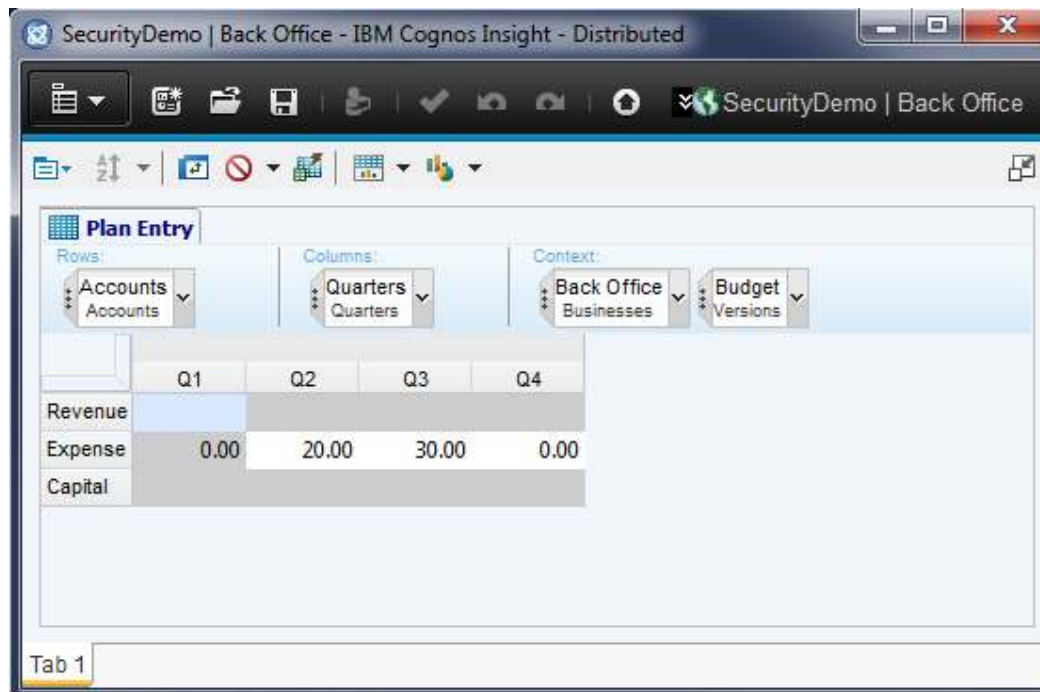 SecurityDemo | Back Office - IBM Cognos Insight - Distributed
SecurityDemo | Back Office
Plan Entry
Rows: Columns: Context:
Accounts Quarters Back Office Budget
Accounts Quarters Businesses Versions
Q1 Q2 Q3 Q4
Revenue
Expense 0.00 20.00 30.00 0.00
Capital
Tab 1